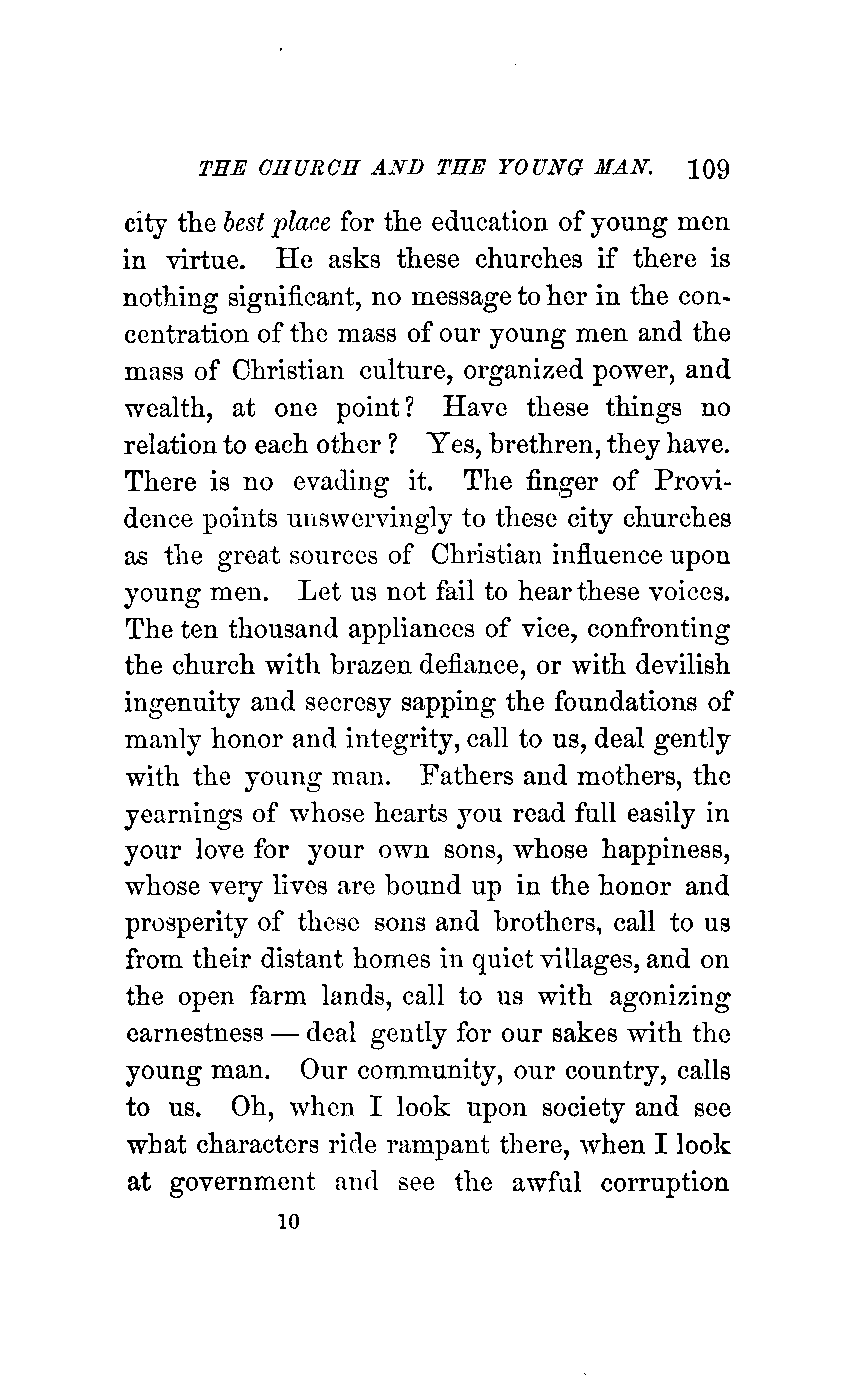 THE CHURCH AND THE YOUNG MAN. 109
city the best place for the education of young men
in virtue. He asks these churches if there is
nothing significant, no message to her in the con-
centration of the mass of our young men and the
mass of Christian culture, organized power, and
wealth, at one point? Have these things no
relation to each other? Yes, brethren, they have.
There is no evading it. The finger of Provi-
dence points unswervingly to these city churches
as the great sources of Christian influence upon
young men. Let us not fail to hear these voices.
The ten thousand appliances of vice, confronting
the church with brazen defiance, or with devilish
ingenuity and secresy sapping the foundations of
manly honor and integrity, call to us, deal gently
with the young man. Fathers and mothers, the
yearnings of whose hearts you read full easily in
your love for your own sons, whose happiness,
whose very lives are bound up in the honor and
prosperity of these sons and brothers, call to us
from their distant homes in quiet villages, and on
the open farm lands, call to us with agonizing
earnestness — deal gently for our sakes with the
young man. Our community, our country, calls
to us. Oh, when I look upon society and see
what characters ride rampant there, when I look
at government and see the awful corruption
10